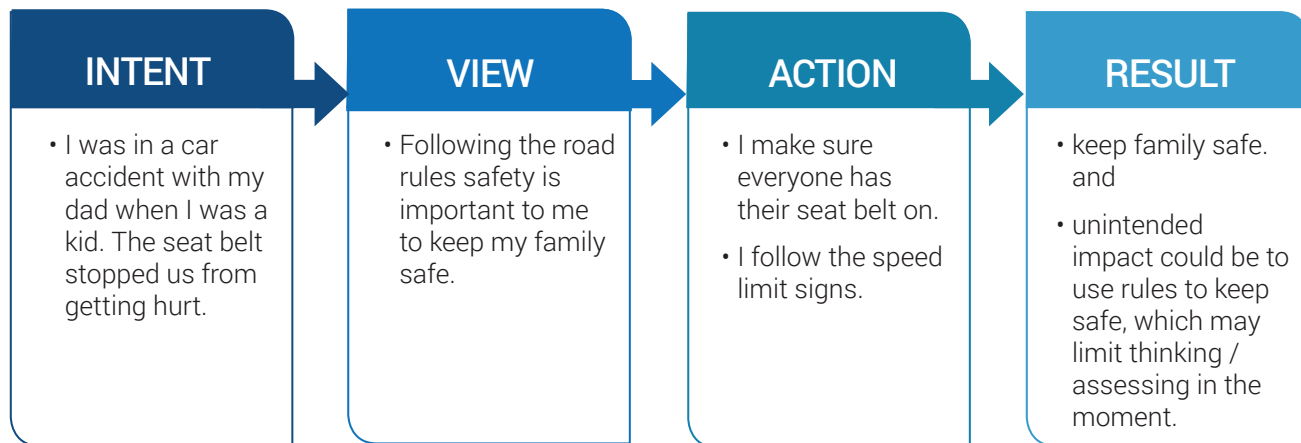 INTENT
• I was in a car
accident with my
dad when I was a
kid. The seat belt
stopped us from
getting hurt.
VIEW
• Following the road
rules safety is
important to me
to keep my family
safe.
ACTION
• I make sure
everyone has
their seat belt on.
• I follow the speed
limit signs.
RESULT
• keep family safe.
and
• unintended
impact could be to
use rules to keep
safe, which may
limit thinking /
assessing in the
moment.